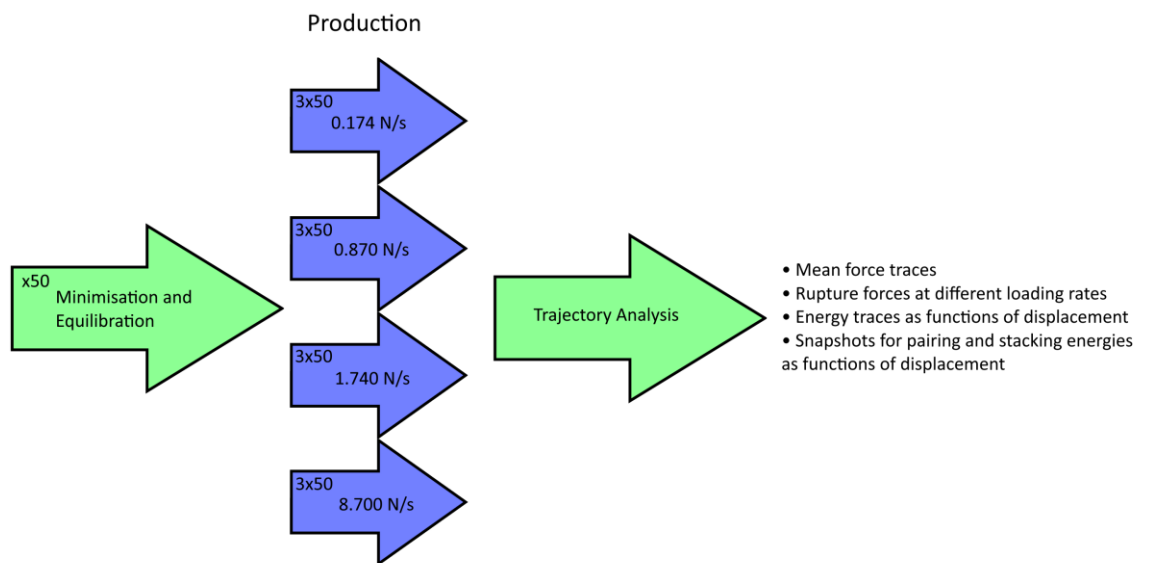 Production
3x50
0.174 N/s
3x50
0.870 N/s
x50
Minimisation and
Equilibration
3x50
1.740 N/s
3x50
8.700 N/s
Trajectory Analysis
• Mean force traces
• Rupture forces at different loading rates
• Energy traces as functions of displacement
• Snapshots for pairing and stacking energies
as functions of displacement